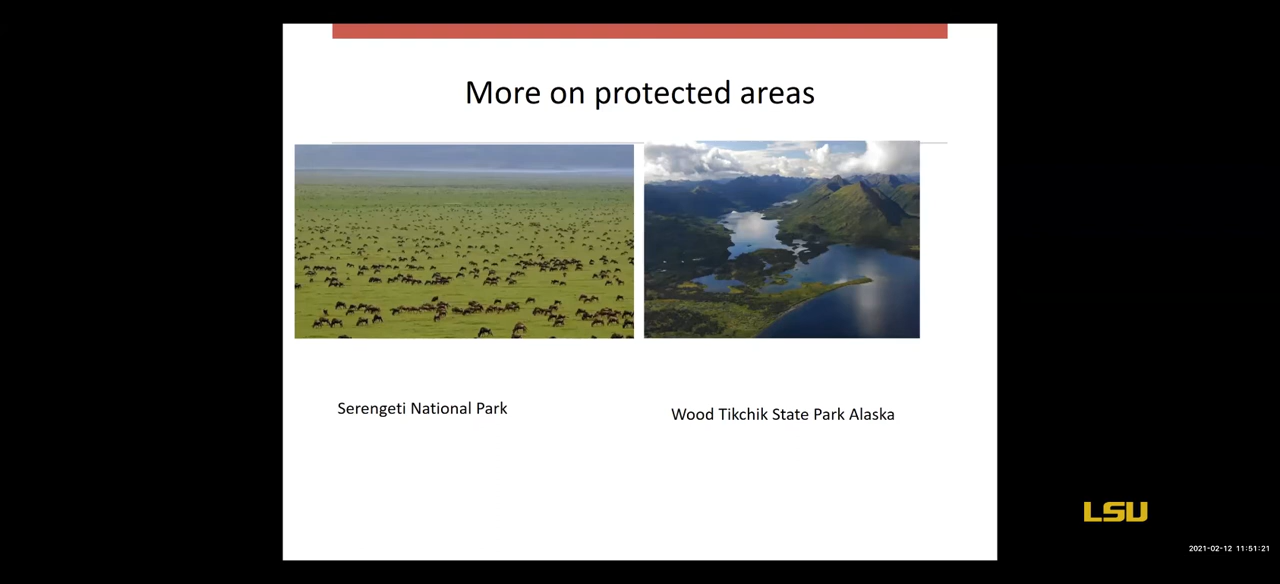 More on protected areas
Serengeti National Park
Wood Tikchik State Park Alaska
LSU
2021-02-12 11:51:21